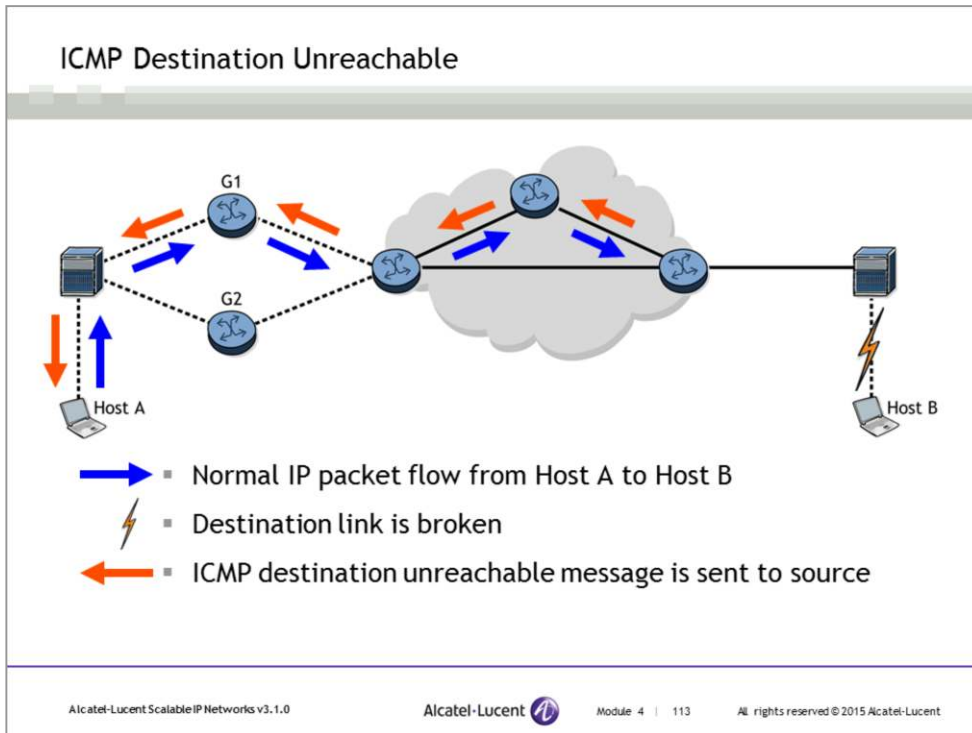 ICMP Destination Unreachable
G1
G2
Host A
Host B
▪ Normal IP packet flow from Host A to Host B
▪ Destination link is broken
▪ ICMP destination unreachable message is sent to source
Alcatel-Lucent Scalable IP Networks v3.1.0
Alcatel·Lucent
Module 4 | 113
All rights reserved © 2015 Alcatel-Lucent